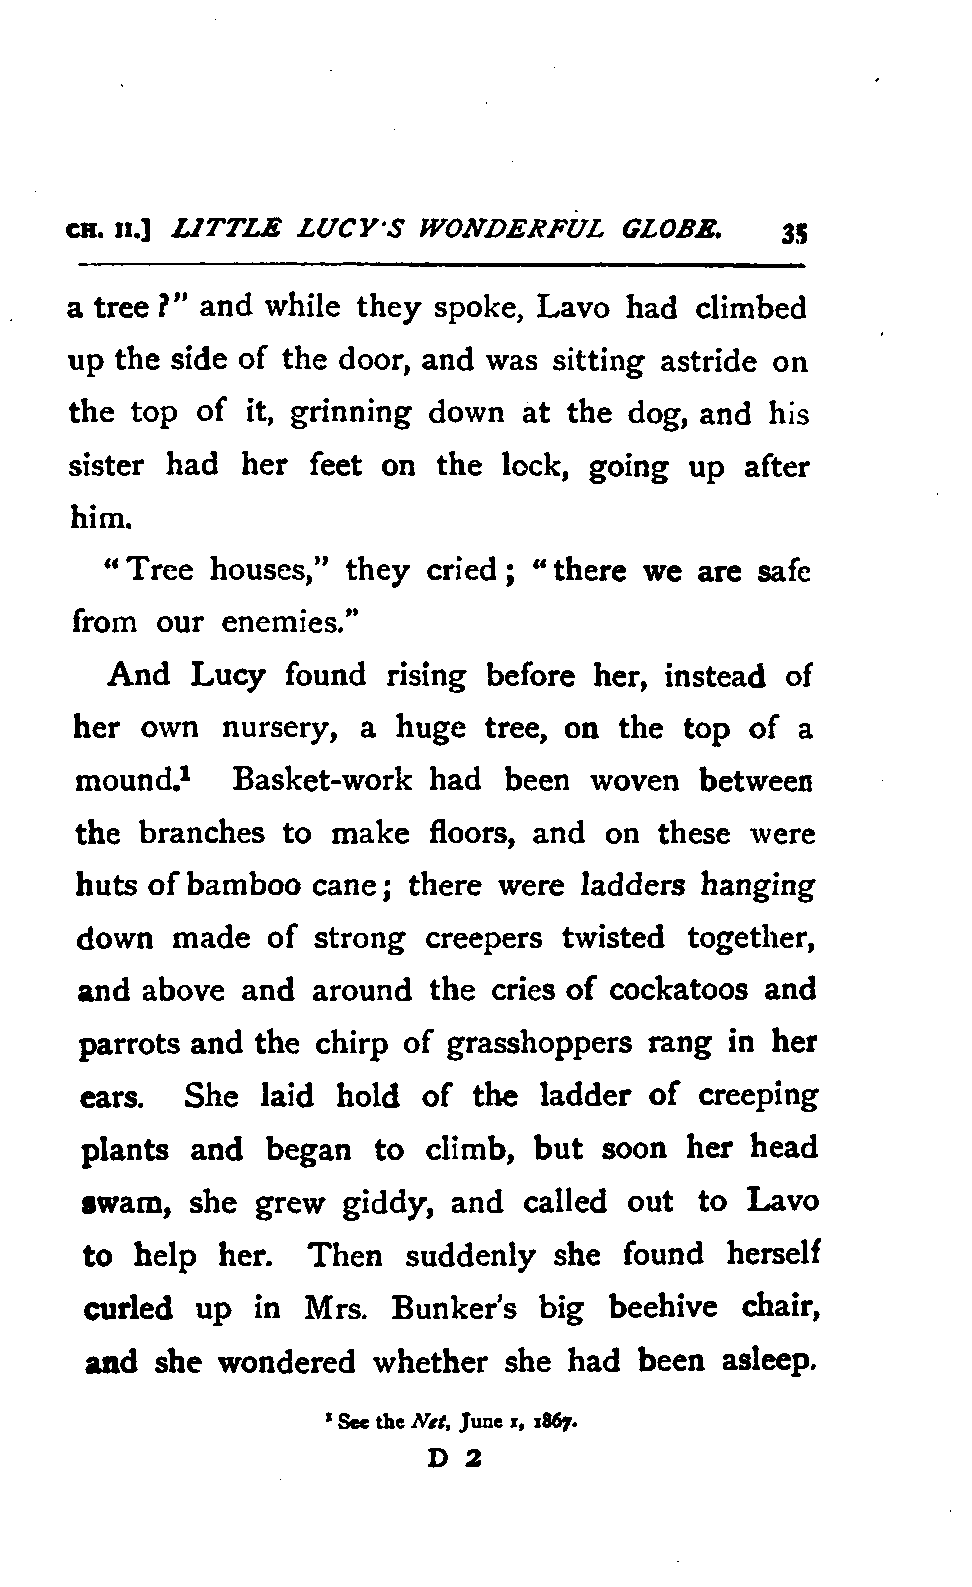 CH. II.] LITTLE LUCY'S WONDERFUL GLOBE. 35
a tree?" and while they spoke, Lavo had climbed
up the side of the door, and was sitting astride on
the top of it, grinning down at the dog, and his
sister had her feet on the lock, going up after
him.
"Tree houses," they cried; "there we are safe
from our enemies."
And Lucy found rising before her, instead of
her own nursery, a huge tree, on the top of a
mound.¹ Basket-work had been woven between
the branches to make floors, and on these were
huts of bamboo cane; there were ladders hanging
down made of strong creepers twisted together,
and above and around the cries of cockatoos and
parrots and the chirp of grasshoppers rang in her
ears. She laid hold of the ladder of creeping
plants and began to climb, but soon her head
swam, she grew giddy, and called out to Lavo
to help her. Then suddenly she found herself
curled up in Mrs. Bunker's big beehive chair,
and she wondered whether she had been asleep.
¹ See the Net, June 1, 1867.
D 2